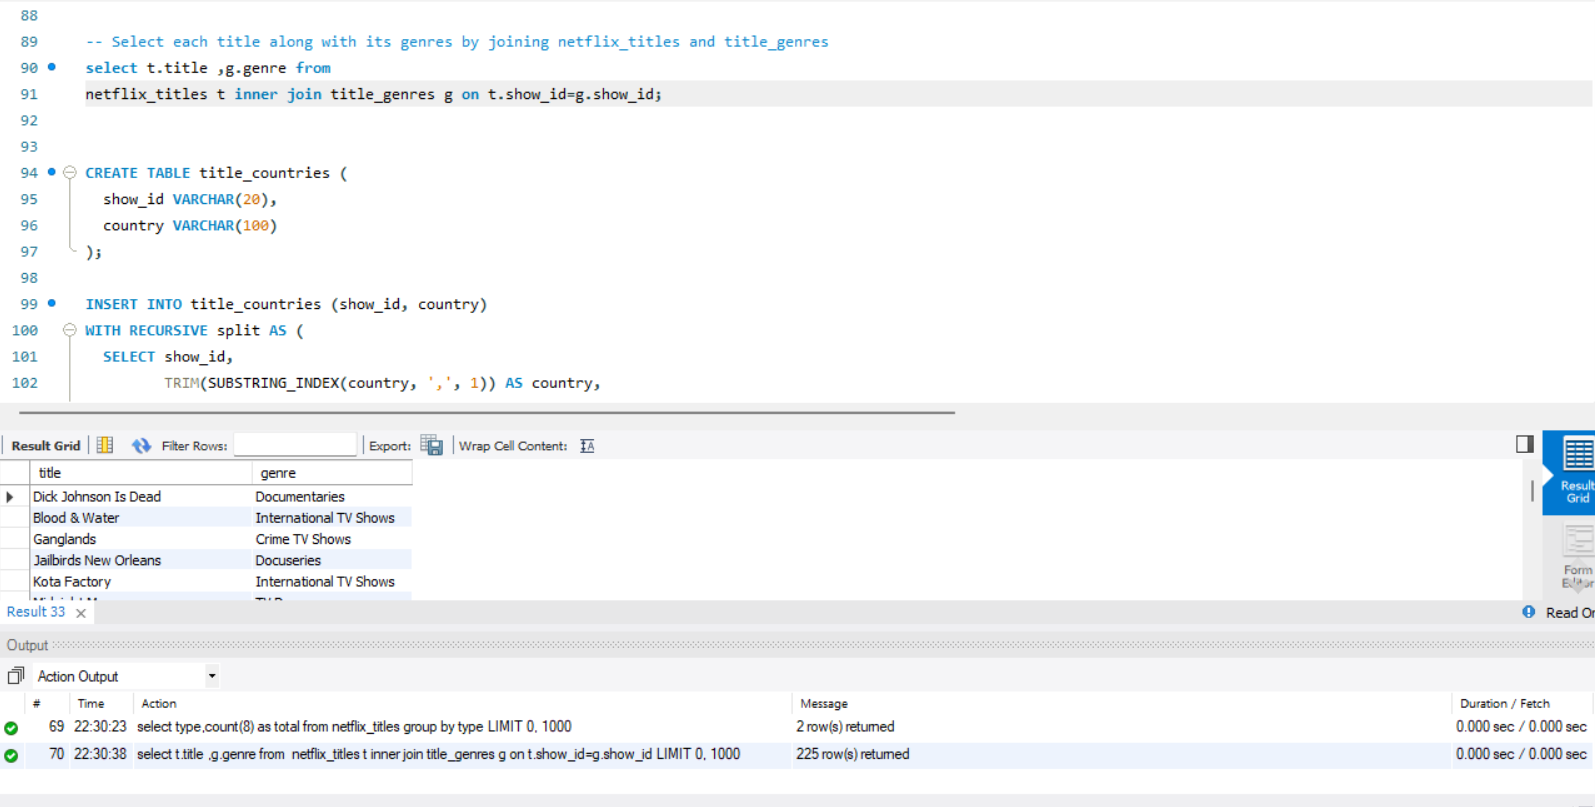 88
89 -- Select each title along with its genres by joining netflix_titles and title_genres
90 select t.title ,g.genre from
91 netflix_titles t inner join title_genres g on t.show_id=g.show_id;
92
93
94 CREATE TABLE title_countries (
95 show_id VARCHAR(20),
96 country VARCHAR(100)
97 );
98
99 INSERT INTO title_countries (show_id, country)
100 WITH RECURSIVE split AS (
101 SELECT show_id,
102 TRIM(SUBSTRING_INDEX(country, ',', 1)) AS country,
Result Grid Filter Rows: Export: Wrap Cell Content:
title genre
Dick Johnson Is Dead Documentaries
Blood & Water International TV Shows
Ganglands Crime TV Shows
Jailbirds New Orleans Docuseries
Kota Factory International TV Shows
Result
Grid
Form
Editor
Result 33 Read On
Output
Action Output
# Time Action Message Duration / Fetch
69 22:30:23 select type,count(8) as total from netflix_titles group by type LIMIT 0, 1000 2 row(s) returned 0.000 sec / 0.000 sec
70 22:30:38 select t.title ,g.genre from netflix_titles t inner join title_genres g on t.show_id=g.show_id LIMIT 0, 1000 225 row(s) returned 0.000 sec / 0.000 sec